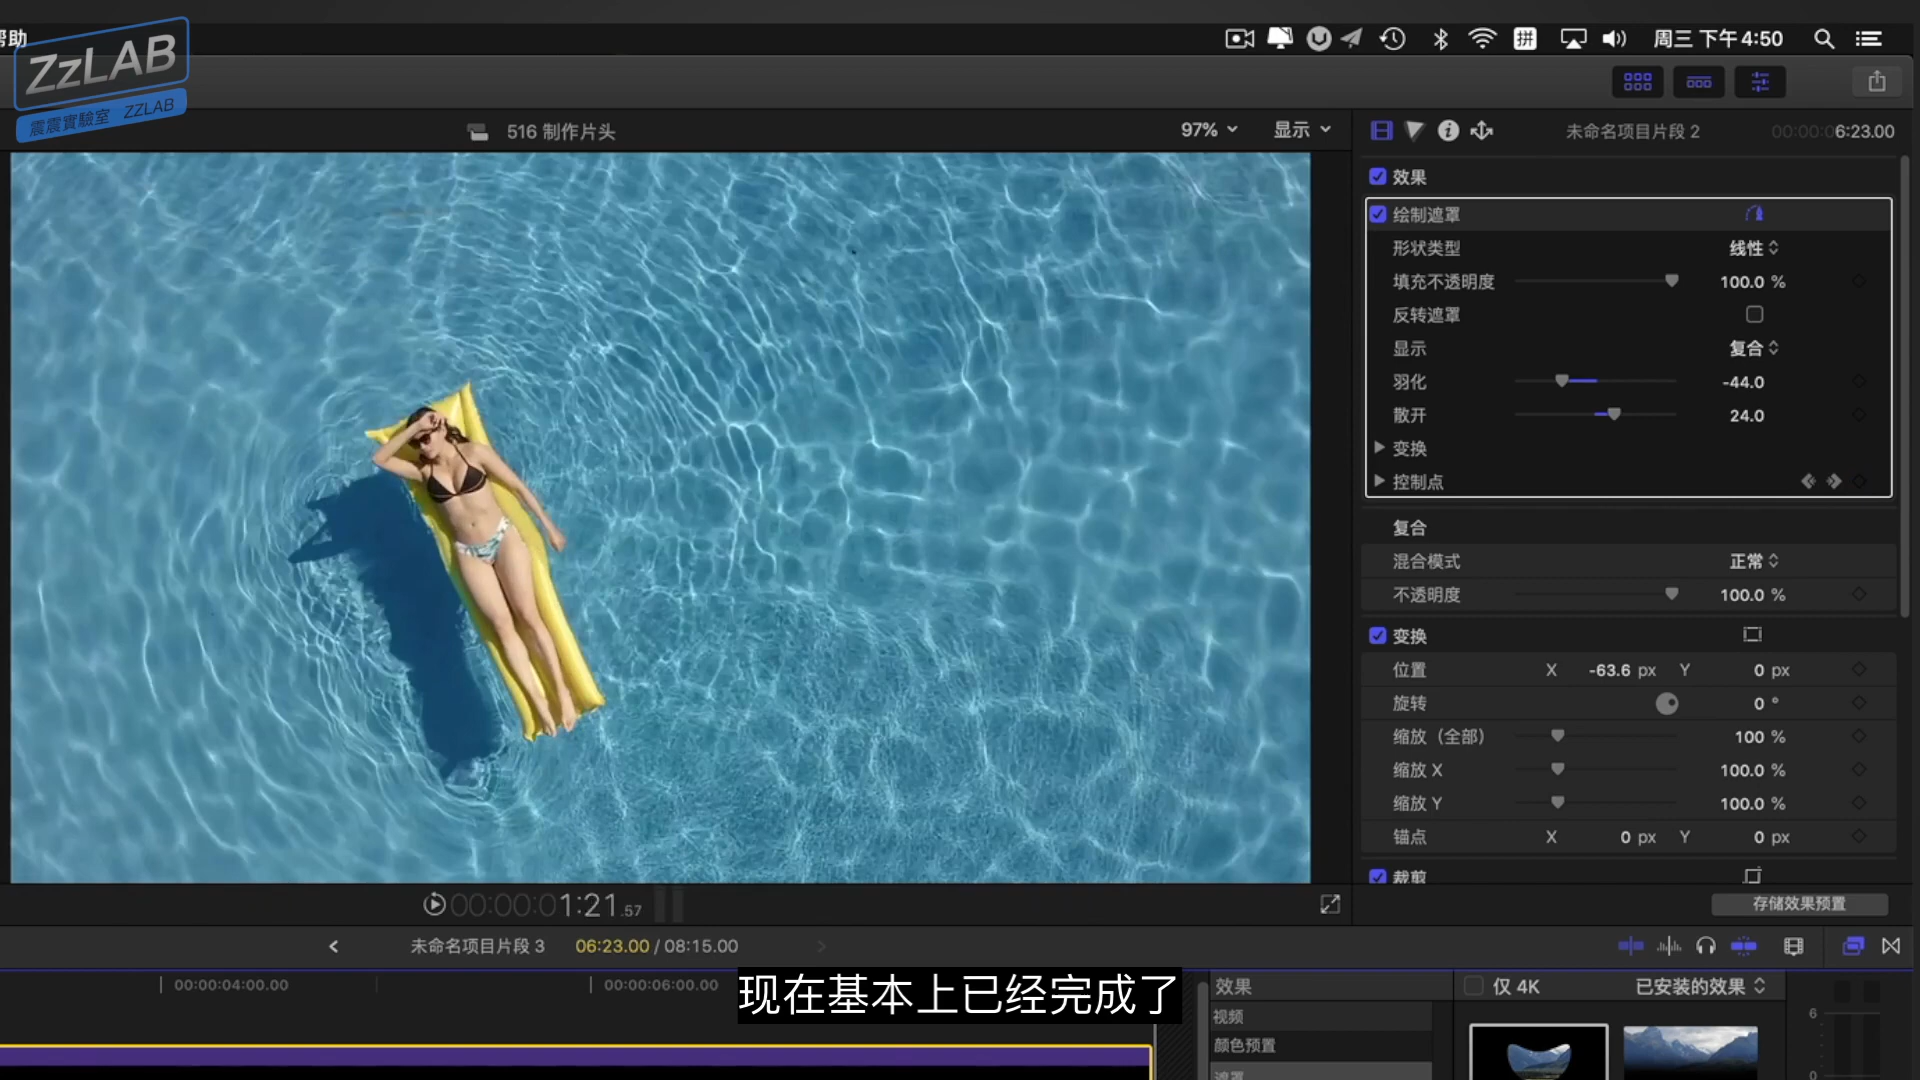 帮助
周三 下午4:50
ZzLAB
震震實驗室 ZZLAB
516 制作片头
97%
显示
未命名项目片段 2
00:00:06:23.00
效果
绘制遮罩
形状类型
线性
填充不透明度
100.0 %
反转遮罩
显示
复合
羽化
-44.0
散开
24.0
变换
控制点
复合
混合模式
正常
不透明度
100.0 %
变换
位置 X -63.6 px Y 0 px
旋转 0 °
缩放（全部） 100 %
缩放 X 100.0 %
缩放 Y 100.0 %
锚点 X 0 px Y 0 px
裁剪
00:00:01:21.57
存储效果预置
未命名项目片段 3
06:23.00 / 08:15.00
00:00:04:00.00
00:00:06:00.00
现在基本上已经完成了
效果
仅 4K
已安装的效果
视频
颜色预置
遮罩
6
0